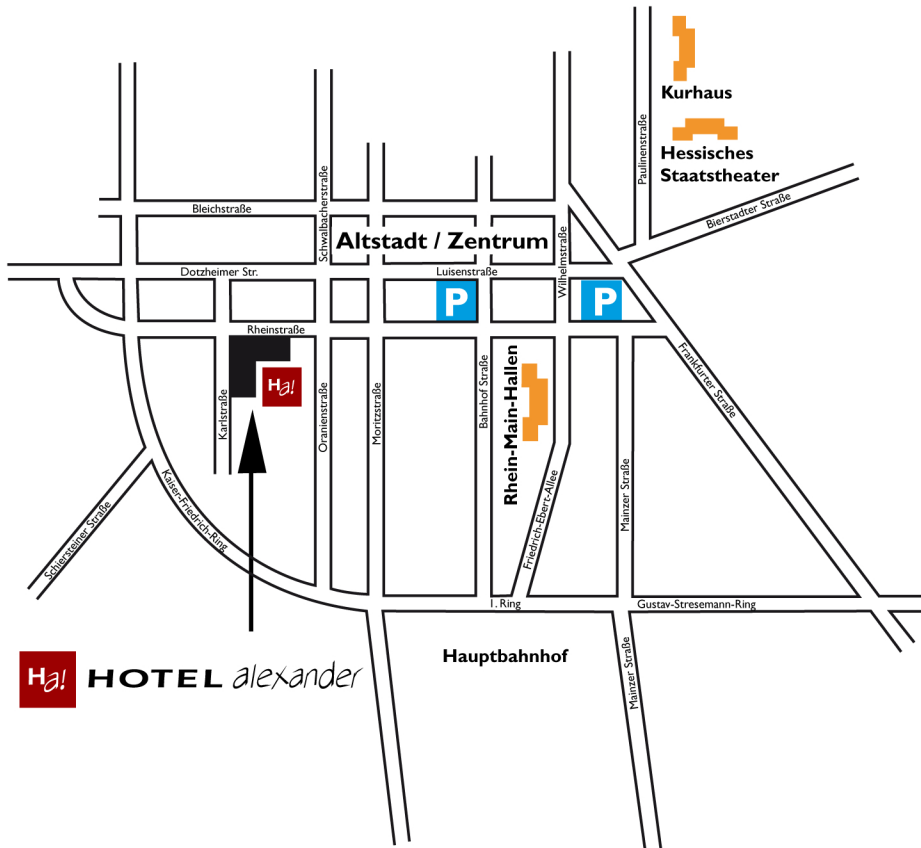 Kurhaus
Hessisches
Staatstheater
Paulinenstraße
Bierstadter Straße
Bleichstraße
Schwalbacherstraße
Altstadt / Zentrum
Wilhelmstraße
Dotzheimer Str.
Luisenstraße
P
P
Rheinstraße
Ha!
Karlstraße
Oranienstraße
Moritzstraße
Bahnhof Straße
Rhein-Main-Hallen
Friedrich-Ebert-Allee
Mainzer Straße
Frankfurter Straße
Schiersteiner Straße
Kaiser-Friedrich-Ring
1. Ring
Gustav-Stresemann-Ring
Hauptbahnhof
Mainzer Straße
Ha! HOTEL alexander